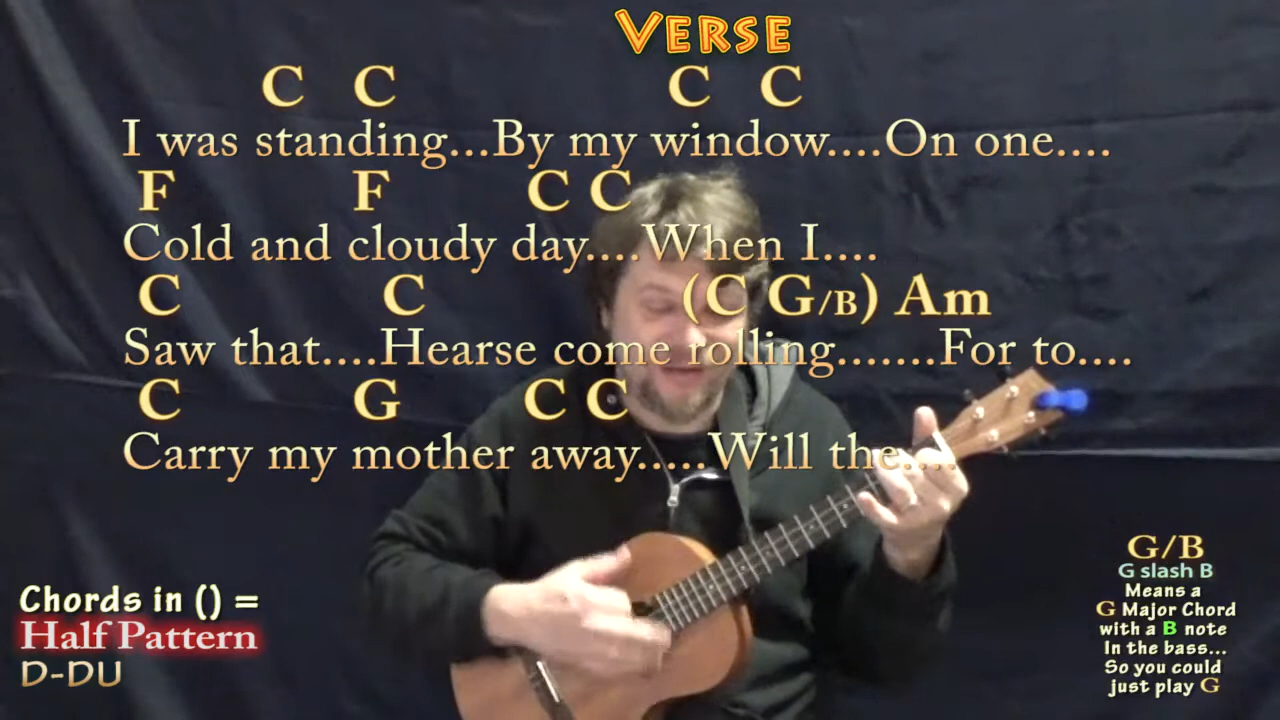 VERSE
C C C C
I was standing...By my window....On one....
F F C C
Cold and cloudy day....When I....
C C (C G/B) Am
Saw that....Hearse come rolling.......For to....
C G C C
Carry my mother away.....Will the....
Chords in () =
Half Pattern
D-DU
G/B
G slash B
Means a
G Major Chord
with a B note
In the bass...
So you could
just play G